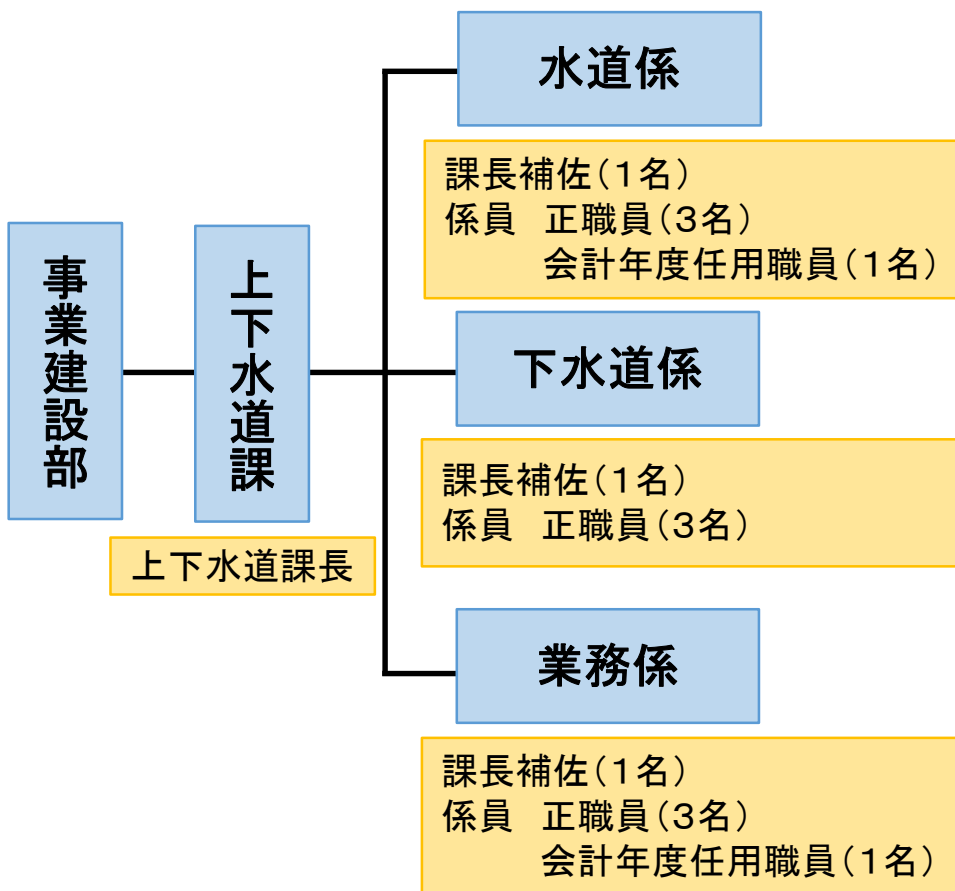 事業建設部
上下水道課
上下水道課長
水道係
課長補佐（１名）
係員　正職員（３名）
会計年度任用職員（１名）
下水道係
課長補佐（１名）
係員　正職員（３名）
業務係
課長補佐（１名）
係員　正職員（３名）
会計年度任用職員（１名）